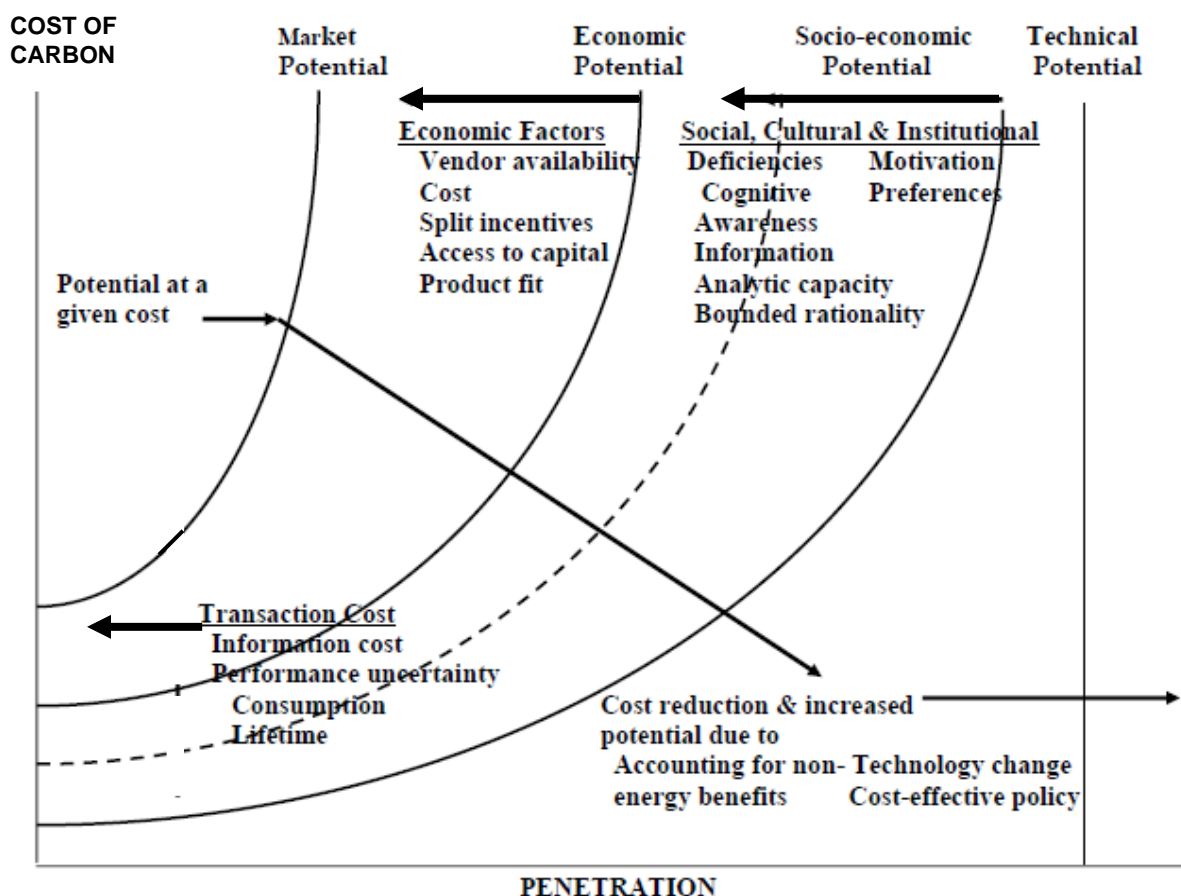 COST OF
CARBON
Market
Potential
Economic
Potential
Socio-economic
Potential
Technical
Potential
Economic Factors
Vendor availability
Cost
Split incentives
Access to capital
Product fit
Social, Cultural & Institutional
Deficiencies Motivation
Cognitive Preferences
Awareness
Information
Analytic capacity
Bounded rationality
Potential at a
given cost
Transaction Cost
Information cost
Performance uncertainty
Consumption
Lifetime
Cost reduction & increased
potential due to
Accounting for non- Technology change
energy benefits Cost-effective policy
PENETRATION